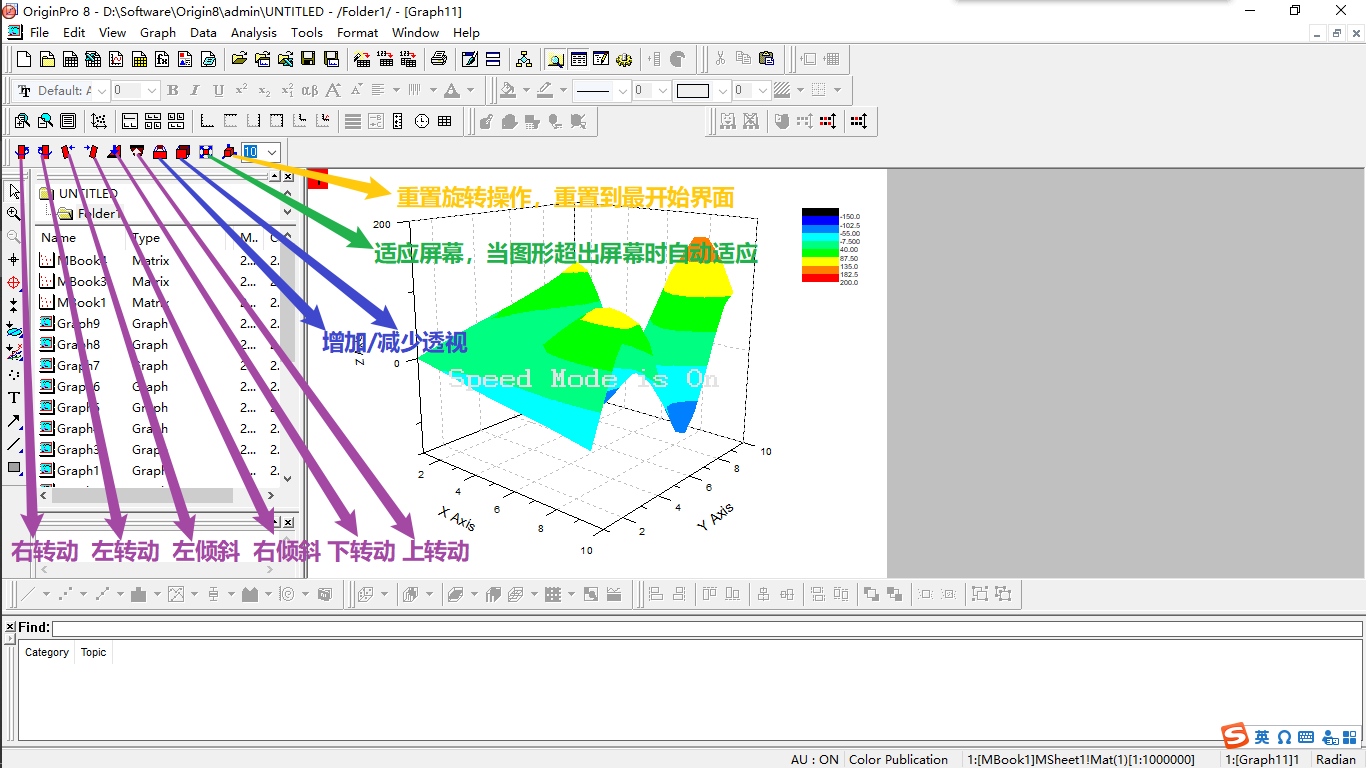 OriginPro 8 - D:\Software\Origin8\admin\UNTITLED - /Folder1/ - [Graph11]
File Edit View Graph Data Analysis Tools Format Window Help
Default: A 0 B I U x² x₂ αβ A A A 0 0
10
重置旋转操作，重置到最开始界面
适应屏幕，当图形超出屏幕时自动适应
增加/减少透视
右转动 左转动 左倾斜 右倾斜 下转动 上转动
UNTITLED
Folder1
Name Type M..
MBook4 Matrix 2... 2.
MBook3 Matrix 2... 2.
MBook1 Matrix 2... 2.
Graph9 Graph 2... 2.
Graph8 Graph 2... 2.
Graph7 Graph 2... 2.
Graph6 Graph 2... 2.
Graph5 Graph 2... 2.
Graph4 Graph 2... 2.
Graph3 Graph 2... 2.
Graph1 Graph 2... 2.
1
200
0
Speed Mode is On
2
4
6
8
10
X Axis
2
4
6
8
10
Y Axis
-150.0
-102.5
-55.00
-7.500
40.00
87.50
135.0
182.5
200.0
Find:
Category Topic
英
AU : ON Color Publication 1:[MBook1]MSheet1!Mat(1)[1:1000000] 1:[Graph11]1 Radian